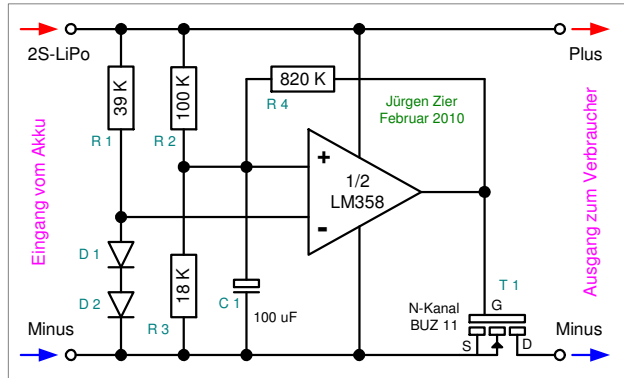 2S-LiPo
Plus
Eingang vom Akku
39 K
R 1
100 K
R 2
820 K
R 4
Jürgen Zier
Februar 2010
+
1/2
LM358
-
D 1
D 2
18 K
R 3
C 1
100 uF
T 1
N-Kanal
BUZ 11
G
S
D
Minus
Minus
Ausgang zum Verbraucher